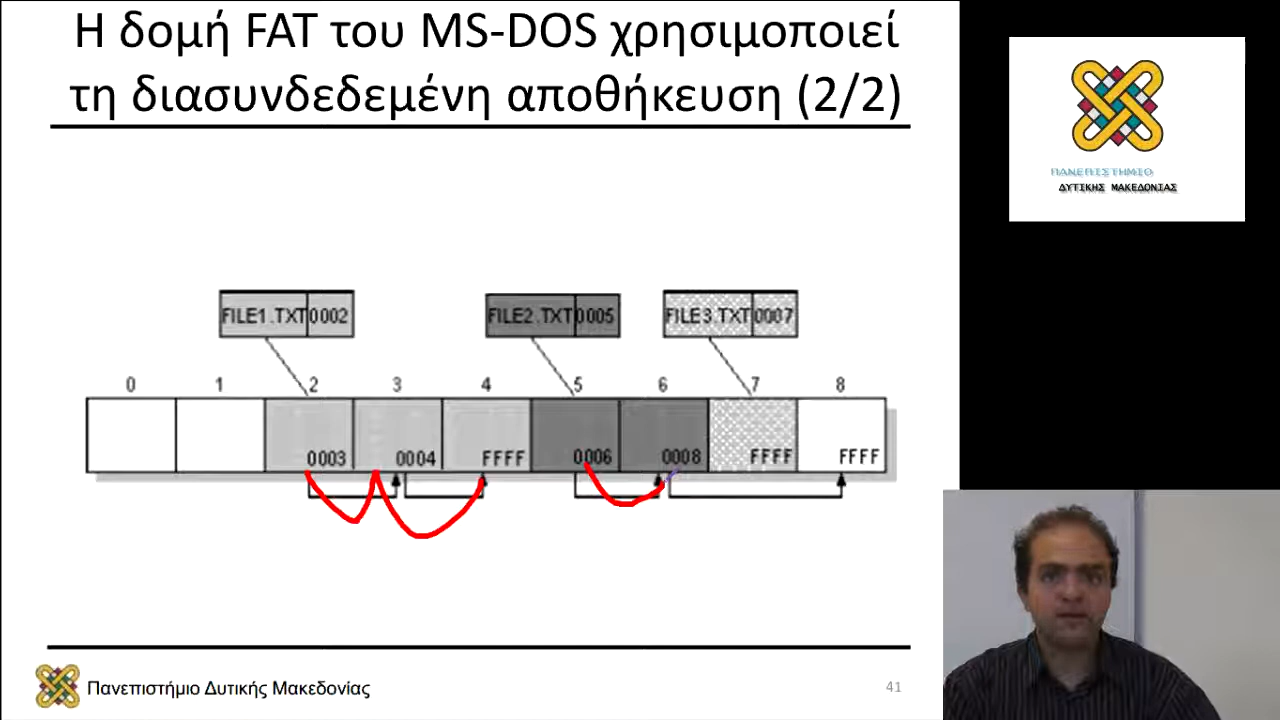 Η δομή FAT του MS-DOS χρησιμοποιεί
τη διασυνδεδεμένη αποθήκευση (2/2)
ΠΑΝΕΠΙΣΤΗΜΙΟ
ΔΥΤΙΚΗΣ ΜΑΚΕΔΟΝΙΑΣ
FILE1.TXT 0002
FILE2.TXT 0005
FILE3.TXT 0007
0 1 2 3 4 5 6 7 8
0003 0004 FFFF 0006 0008 FFFF FFFF
Πανεπιστήμιο Δυτικής Μακεδονίας
41